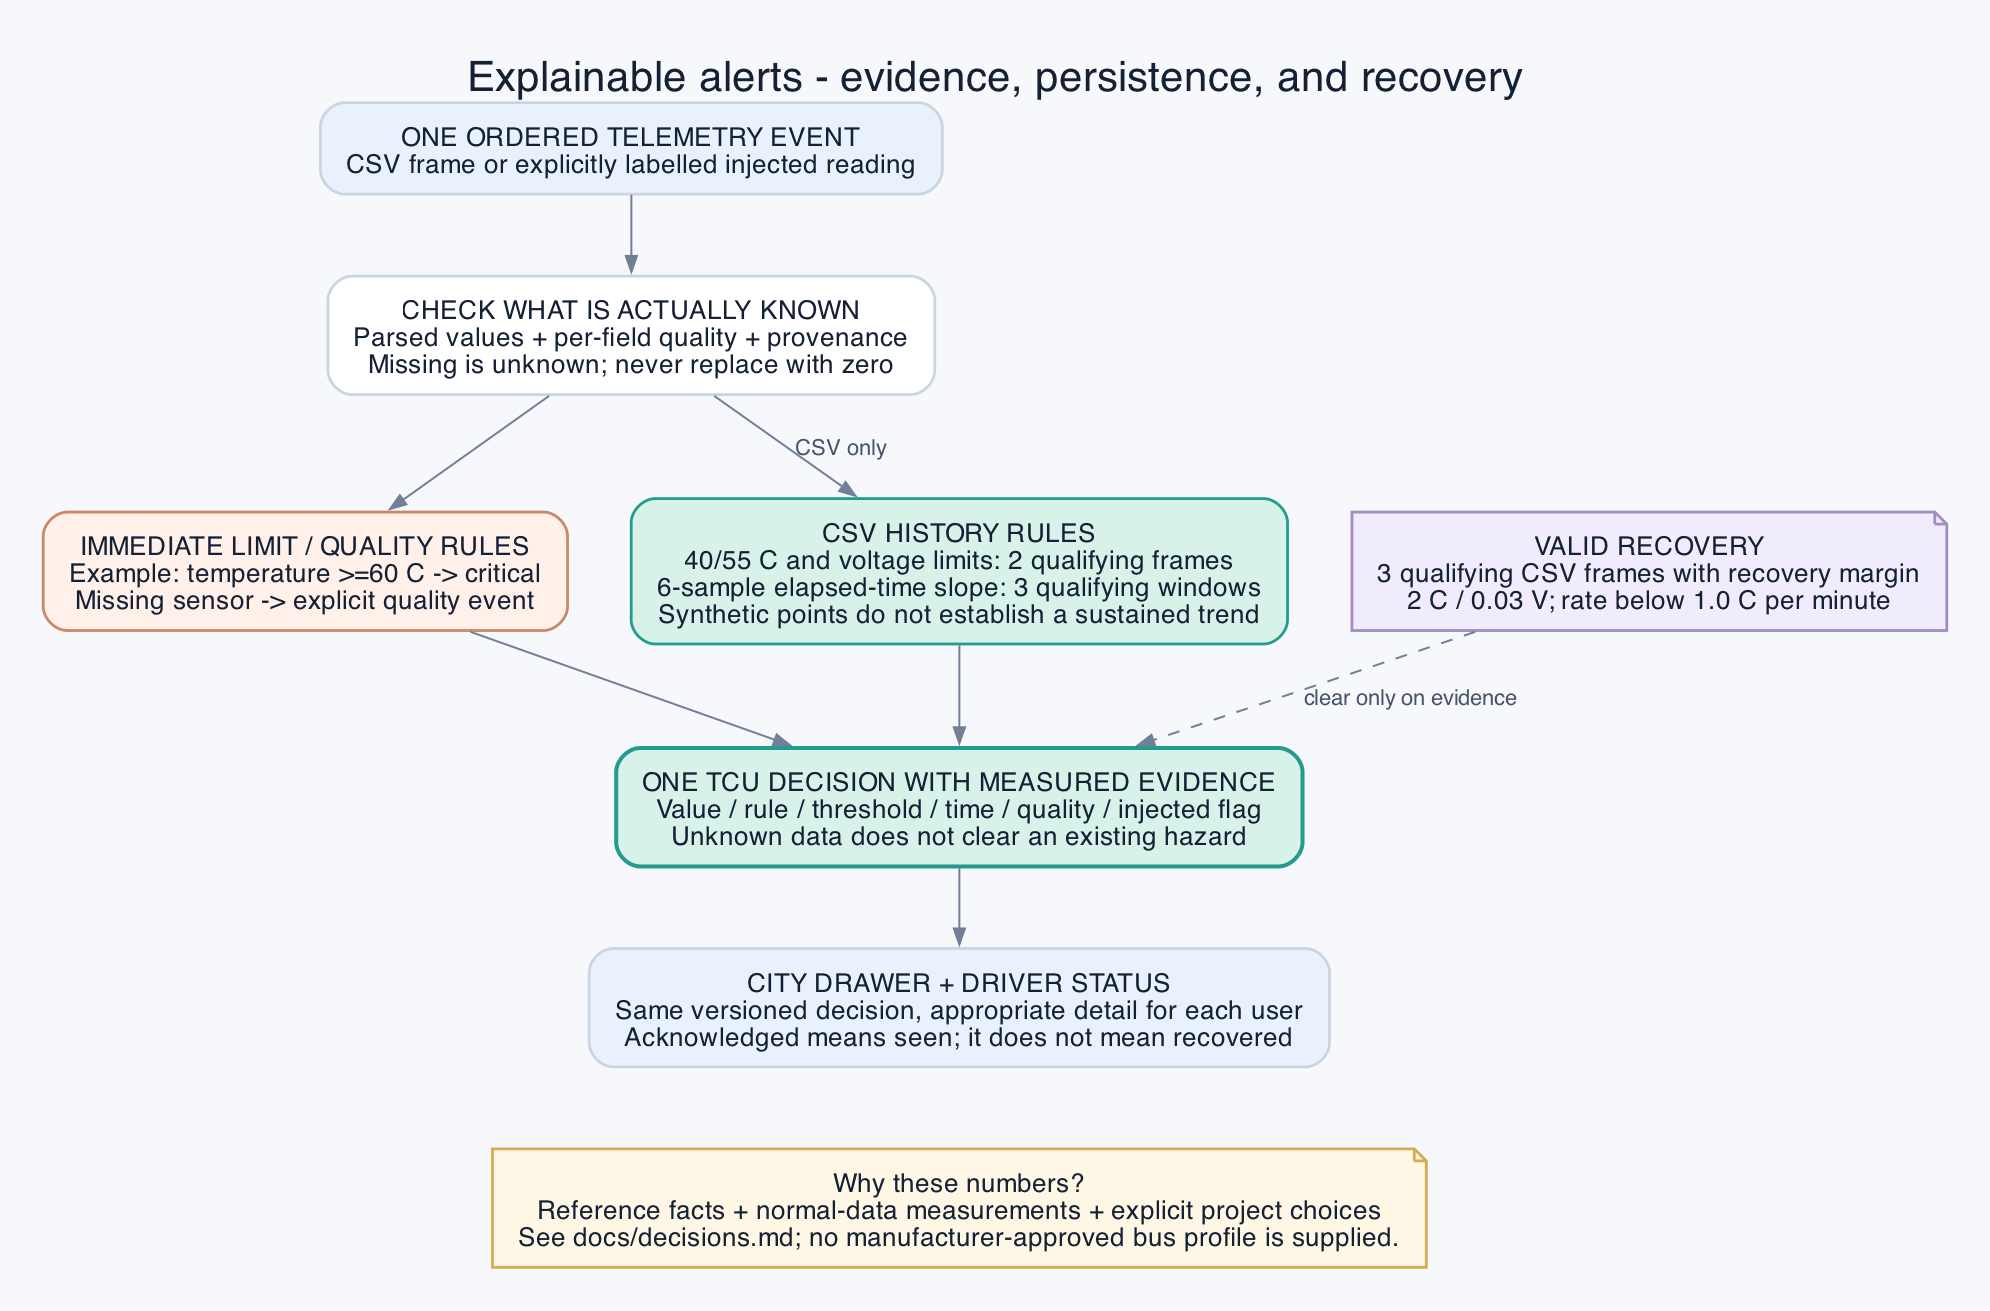 Explainable alerts - evidence, persistence, and recovery
ONE ORDERED TELEMETRY EVENT
CSV frame or explicitly labelled injected reading
CHECK WHAT IS ACTUALLY KNOWN
Parsed values + per-field quality + provenance
Missing is unknown; never replace with zero
CSV only
IMMEDIATE LIMIT / QUALITY RULES
Example: temperature >=60 C -> critical
Missing sensor -> explicit quality event
CSV HISTORY RULES
40/55 C and voltage limits: 2 qualifying frames
6-sample elapsed-time slope: 3 qualifying windows
Synthetic points do not establish a sustained trend
VALID RECOVERY
3 qualifying CSV frames with recovery margin
2 C / 0.03 V; rate below 1.0 C per minute
clear only on evidence
ONE TCU DECISION WITH MEASURED EVIDENCE
Value / rule / threshold / time / quality / injected flag
Unknown data does not clear an existing hazard
CITY DRAWER + DRIVER STATUS
Same versioned decision, appropriate detail for each user
Acknowledged means seen; it does not mean recovered
Why these numbers?
Reference facts + normal-data measurements + explicit project choices
See docs/decisions.md; no manufacturer-approved bus profile is supplied.